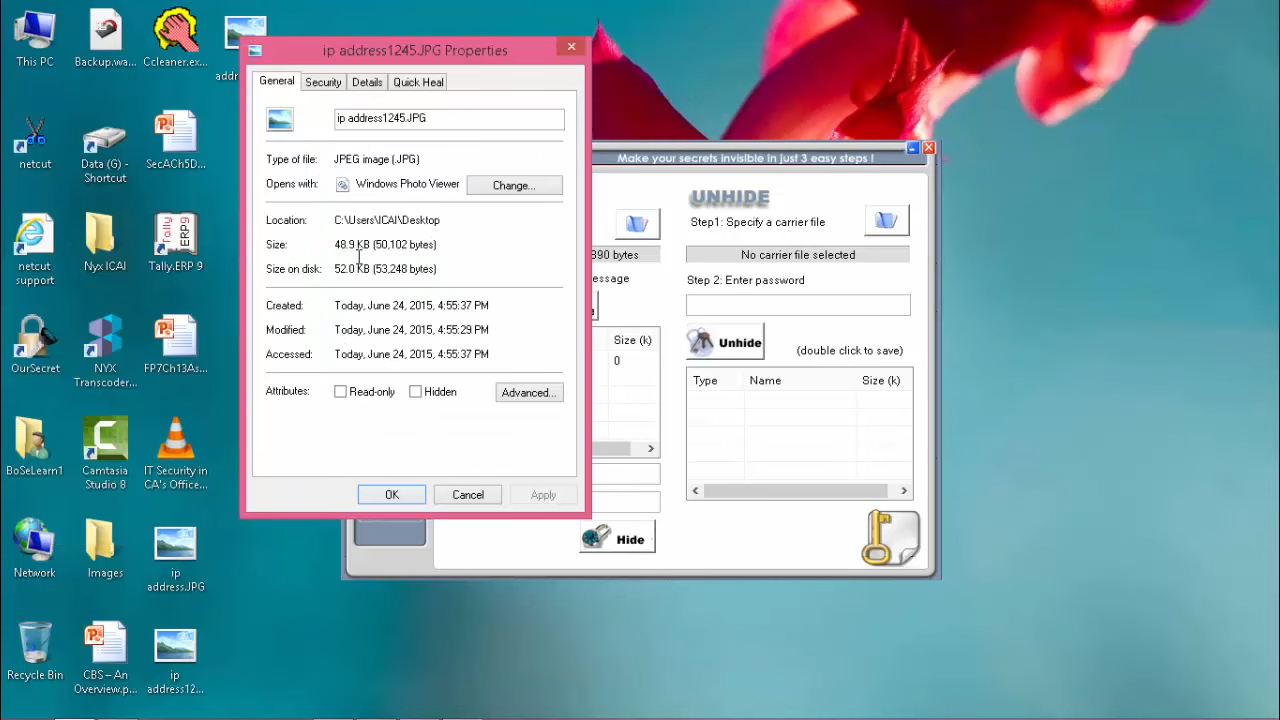 This PC
Backup.wa...
Ccleaner.ex...
netcut
Data (G) -
Shortcut
SecACh5D...
netcut
support
Nyx ICAI
Tally
ERP9
Tally.ERP 9
OurSecret
NYX
Transcoder...
FP7Ch13As...
BoSeLearn1
Camtasia
Studio 8
IT Security in
CA's Office...
Network
Images
ip
address.JPG
Recycle Bin
CBS – An
Overview.p...
ip
address12...
ip address1245.JPG Properties
General
Security
Details
Quick Heal
ip address1245.JPG
Type of file: JPEG image (.JPG)
Opens with: Windows Photo Viewer
Change...
Location: C:\Users\ICAI\Desktop
Size: 48.9 KB (50,102 bytes)
Size on disk: 52.0 KB (53,248 bytes)
Created: Today, June 24, 2015, 4:55:37 PM
Modified: Today, June 24, 2015, 4:55:29 PM
Accessed: Today, June 24, 2015, 4:55:37 PM
Attributes: Read-only Hidden
Advanced...
OK
Cancel
Apply
Make your secrets invisible in just 3 easy steps !
390 bytes
Size (k)
0
Hide
UNHIDE
Step1: Specify a carrier file
No carrier file selected
Step 2: Enter password
Unhide
(double click to save)
Type Name Size (k)